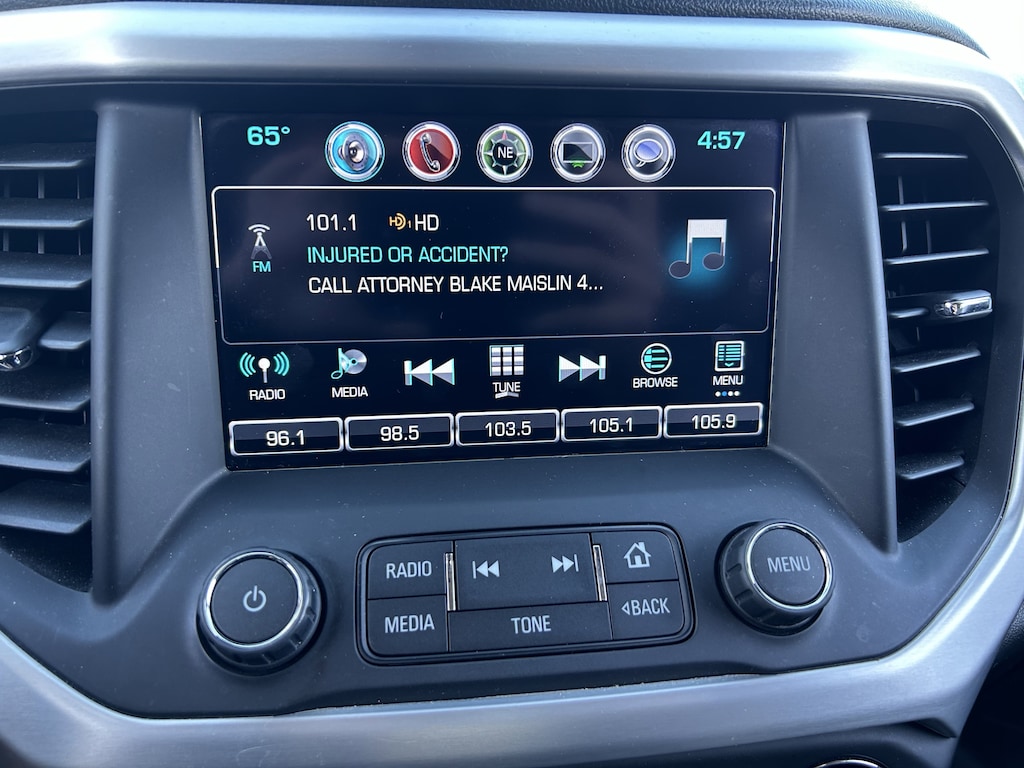 65° NE 4:57
101.1 HD1 HD
FM
INJURED OR ACCIDENT?
CALL ATTORNEY BLAKE MAISLIN 4...
RADIO MEDIA TUNE BROWSE MENU
96.1 98.5 103.5 105.1 105.9
RADIO
MEDIA TONE BACK
MENU